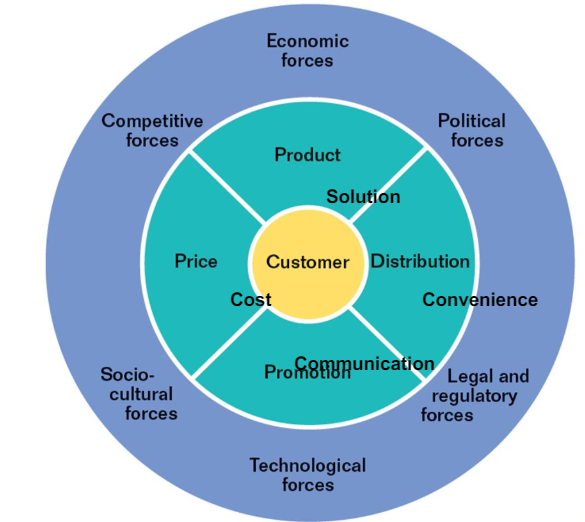 Economic
forces
Competitive
forces
Political
forces
Product
Solution
Price
Customer
Distribution
Cost
Convenience
Communication
Promotion
Socio-
cultural
forces
Legal and
regulatory
forces
Technological
forces